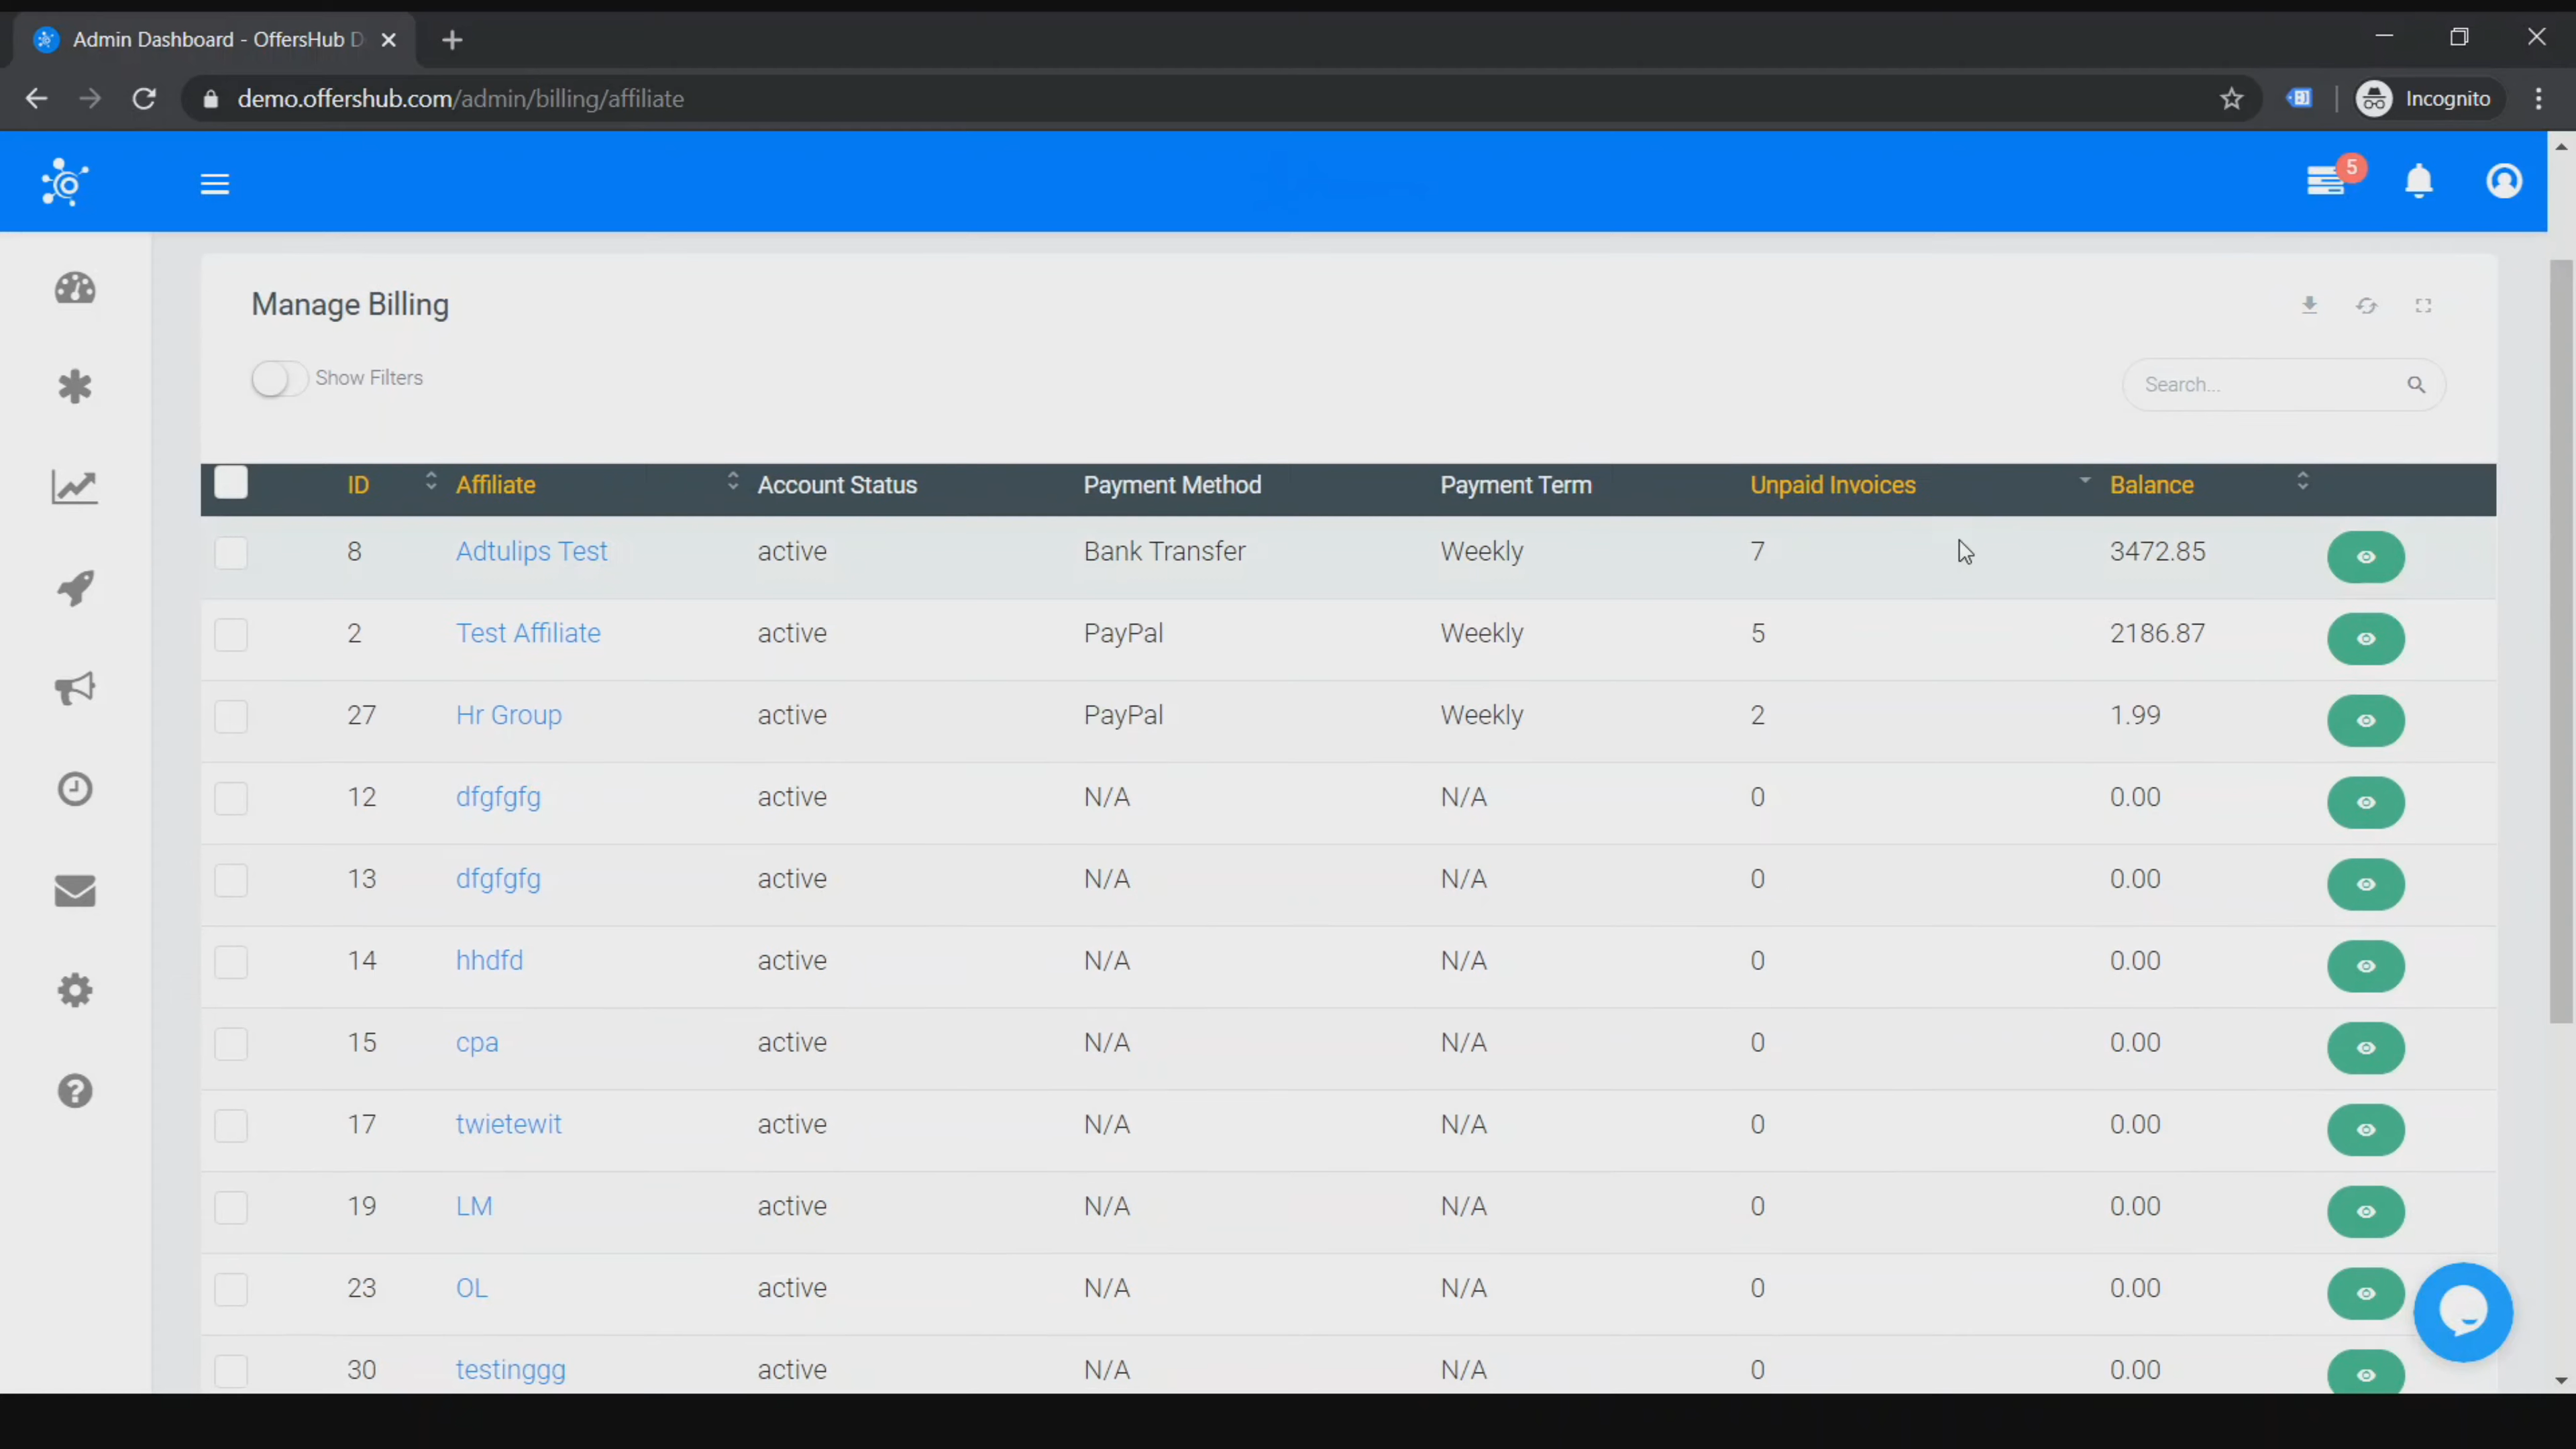 Admin Dashboard - OffersHub D
demo.offershub.com/admin/billing/affiliate
Incognito
5
Manage Billing
Show Filters
Search...
ID Affiliate Account Status Payment Method Payment Term Unpaid Invoices Balance
8 Adtulips Test active Bank Transfer Weekly 7 3472.85
2 Test Affiliate active PayPal Weekly 5 2186.87
27 Hr Group active PayPal Weekly 2 1.99
12 dfgfgfg active N/A N/A 0 0.00
13 dfgfgfg active N/A N/A 0 0.00
14 hhdfd active N/A N/A 0 0.00
15 cpa active N/A N/A 0 0.00
17 twietewit active N/A N/A 0 0.00
19 LM active N/A N/A 0 0.00
23 OL active N/A N/A 0 0.00
30 testinggg active N/A N/A 0 0.00